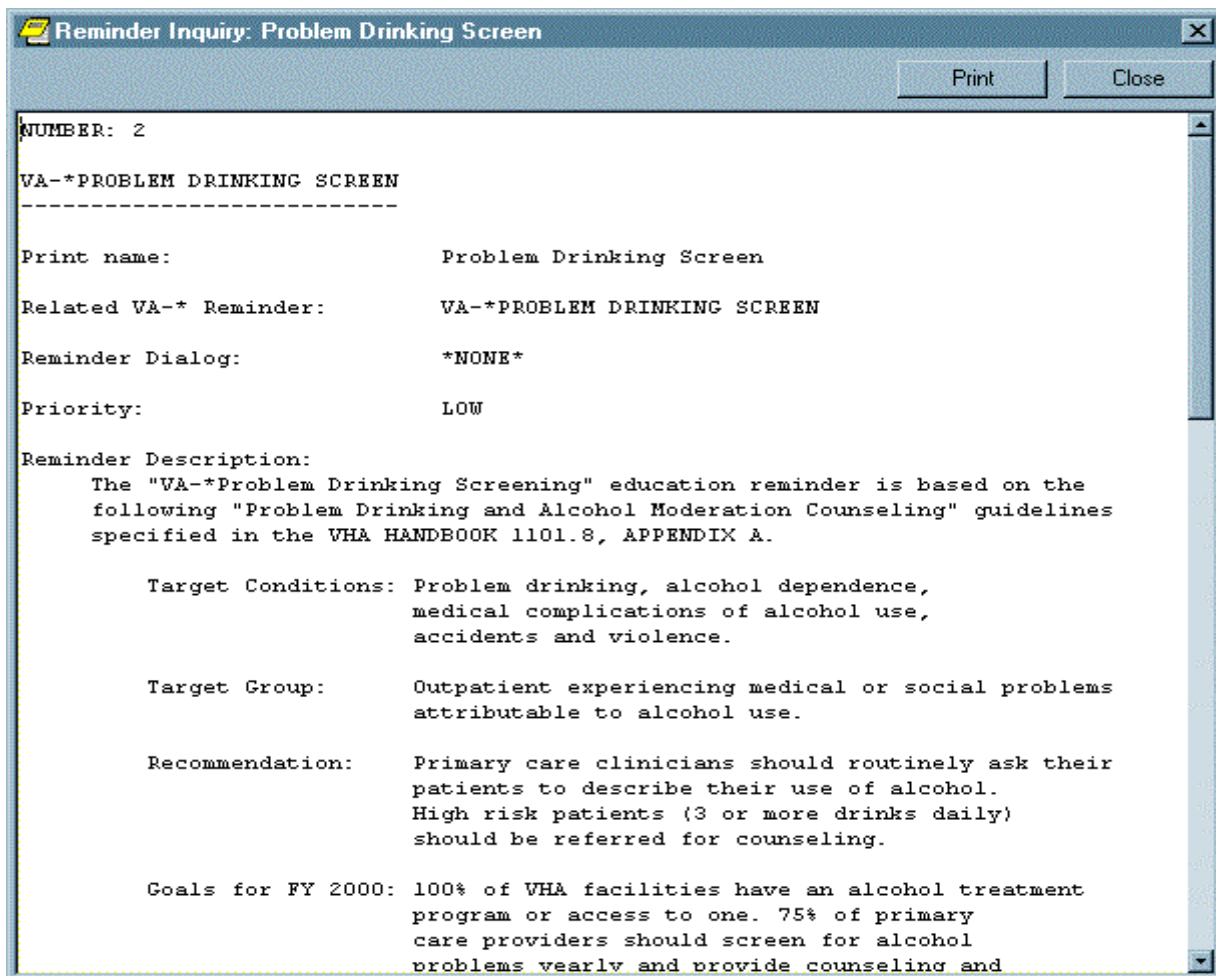 Reminder Inquiry: Problem Drinking Screen
Print Close
NUMBER: 2
VA-*PROBLEM DRINKING SCREEN
---------------------------
Print name: Problem Drinking Screen
Related VA-* Reminder: VA-*PROBLEM DRINKING SCREEN
Reminder Dialog: *NONE*
Priority: LOW
Reminder Description:
The "VA-*Problem Drinking Screening" education reminder is based on the
following "Problem Drinking and Alcohol Moderation Counseling" guidelines
specified in the VHA HANDBOOK 1101.8, APPENDIX A.
Target Conditions: Problem drinking, alcohol dependence,
medical complications of alcohol use,
accidents and violence.
Target Group: Outpatient experiencing medical or social problems
attributable to alcohol use.
Recommendation: Primary care clinicians should routinely ask their
patients to describe their use of alcohol.
High risk patients (3 or more drinks daily)
should be referred for counseling.
Goals for FY 2000: 100% of VHA facilities have an alcohol treatment
program or access to one. 75% of primary
care providers should screen for alcohol
problems yearly and provide counseling and